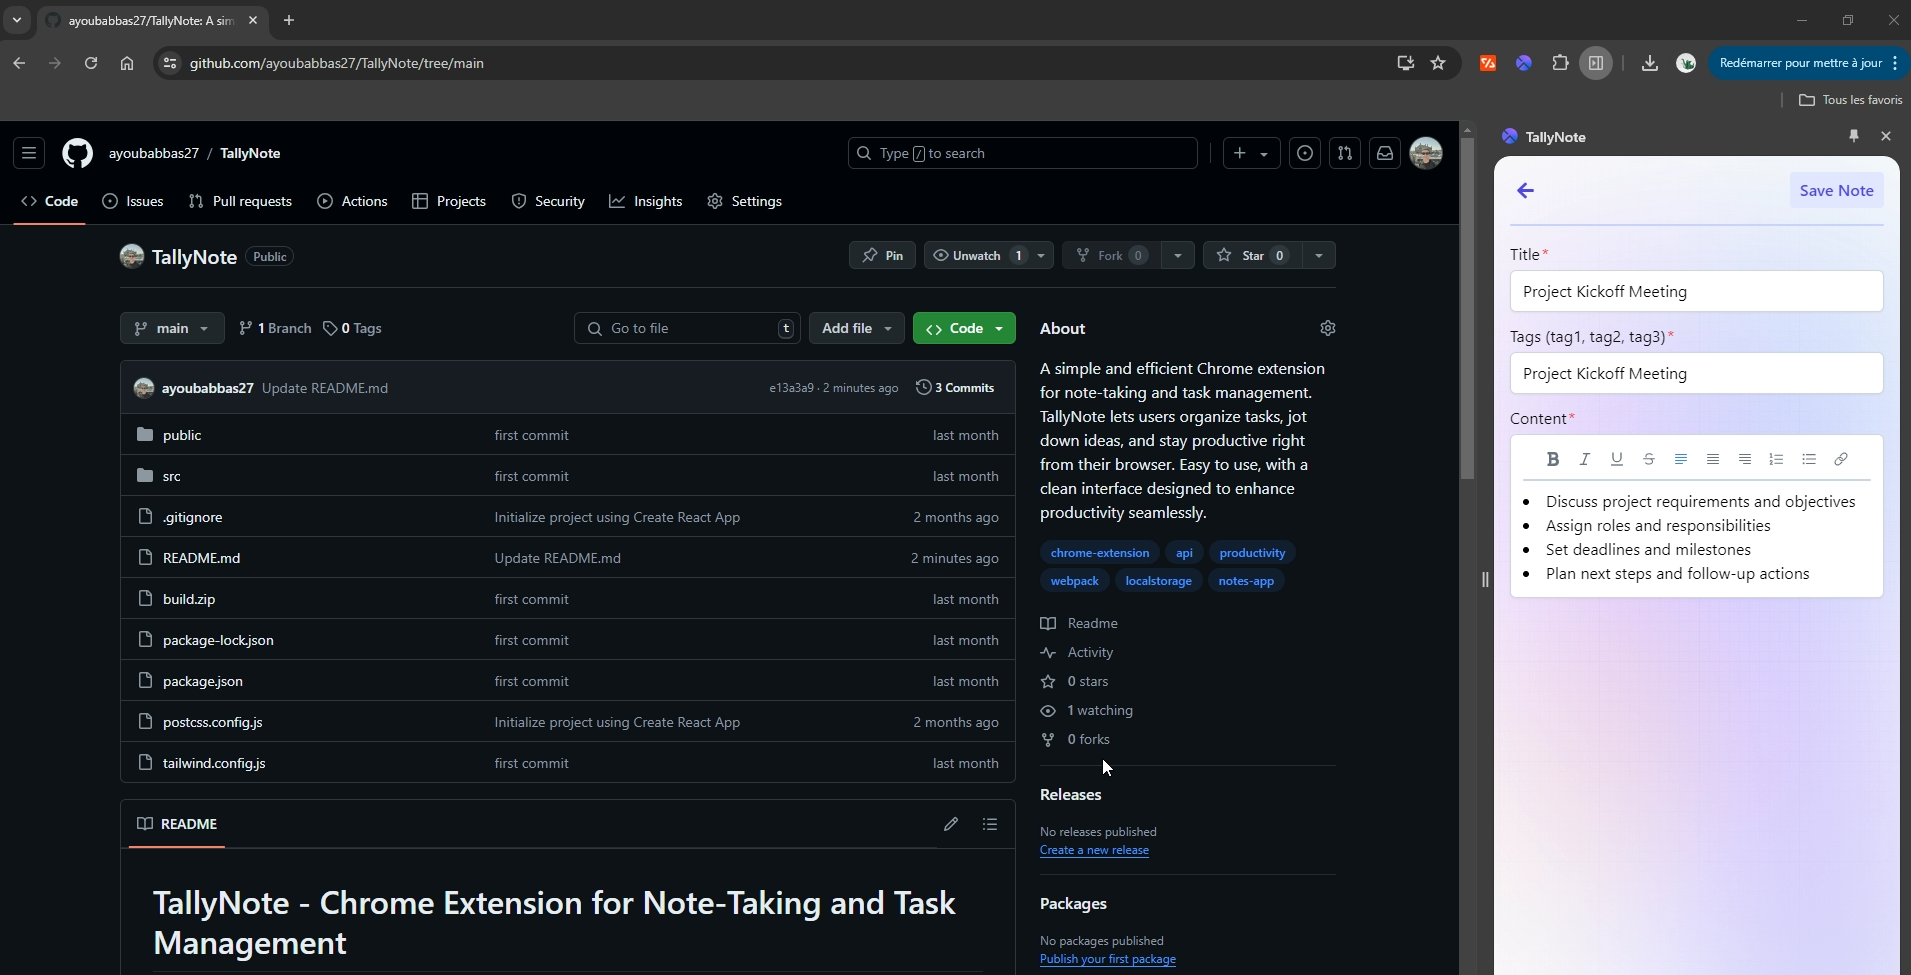 ayoubabbas27/TallyNote: A sim
github.com/ayoubabbas27/TallyNote/tree/main
Redémarrer pour mettre à jour
Tous les favoris
ayoubabbas27 / TallyNote
Type / to search
Code
Issues
Pull requests
Actions
Projects
Security
Insights
Settings
TallyNote Public
Pin
Unwatch 1
Fork 0
Star 0
main
1 Branch
0 Tags
Go to file t
Add file
Code
ayoubabbas27 Update README.md e13a3a9 · 2 minutes ago 3 Commits
public first commit last month
src first commit last month
.gitignore Initialize project using Create React App 2 months ago
README.md Update README.md 2 minutes ago
build.zip first commit last month
package-lock.json first commit last month
package.json first commit last month
postcss.config.js Initialize project using Create React App 2 months ago
tailwind.config.js first commit last month
README
TallyNote - Chrome Extension for Note-Taking and Task
Management
About
A simple and efficient Chrome extension
for note-taking and task management.
TallyNote lets users organize tasks, jot
down ideas, and stay productive right
from their browser. Easy to use, with a
clean interface designed to enhance
productivity seamlessly.
chrome-extension api productivity
webpack localstorage notes-app
Readme
Activity
0 stars
1 watching
0 forks
Releases
No releases published
Create a new release
Packages
No packages published
Publish your first package
TallyNote
Save Note
Title*
Project Kickoff Meeting
Tags (tag1, tag2, tag3)*
Project Kickoff Meeting
Content*
B I U S
• Discuss project requirements and objectives
• Assign roles and responsibilities
• Set deadlines and milestones
• Plan next steps and follow-up actions